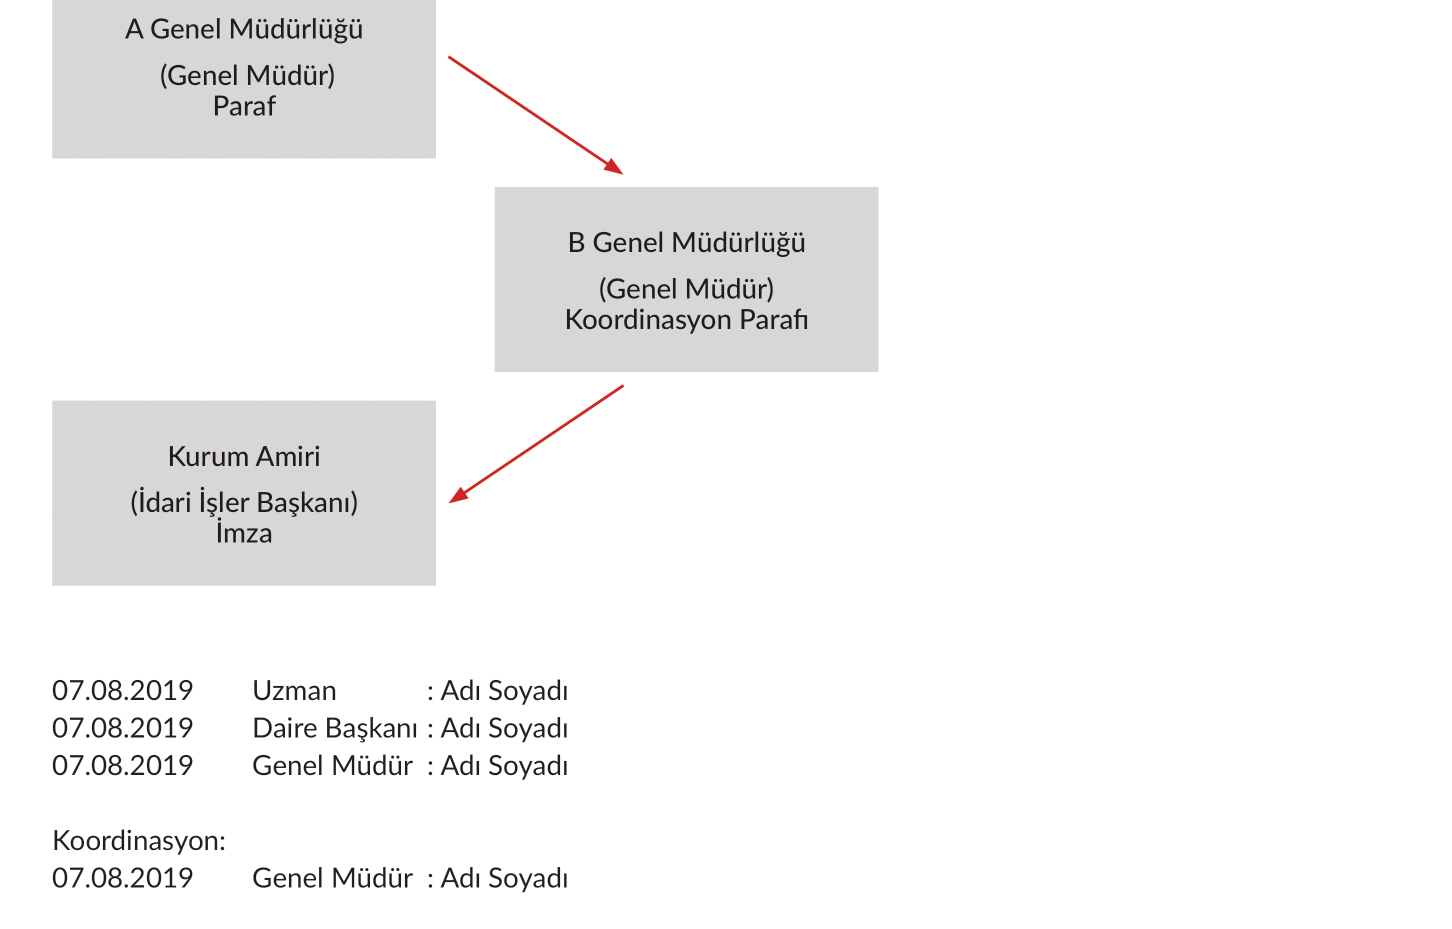 A Genel Müdürlüğü
(Genel Müdür)
Paraf
B Genel Müdürlüğü
(Genel Müdür)
Koordinasyon Parafı
Kurum Amiri
(İdari İşler Başkanı)
İmza
07.08.2019 Uzman : Adı Soyadı
07.08.2019 Daire Başkanı : Adı Soyadı
07.08.2019 Genel Müdür : Adı Soyadı
Koordinasyon:
07.08.2019 Genel Müdür : Adı Soyadı